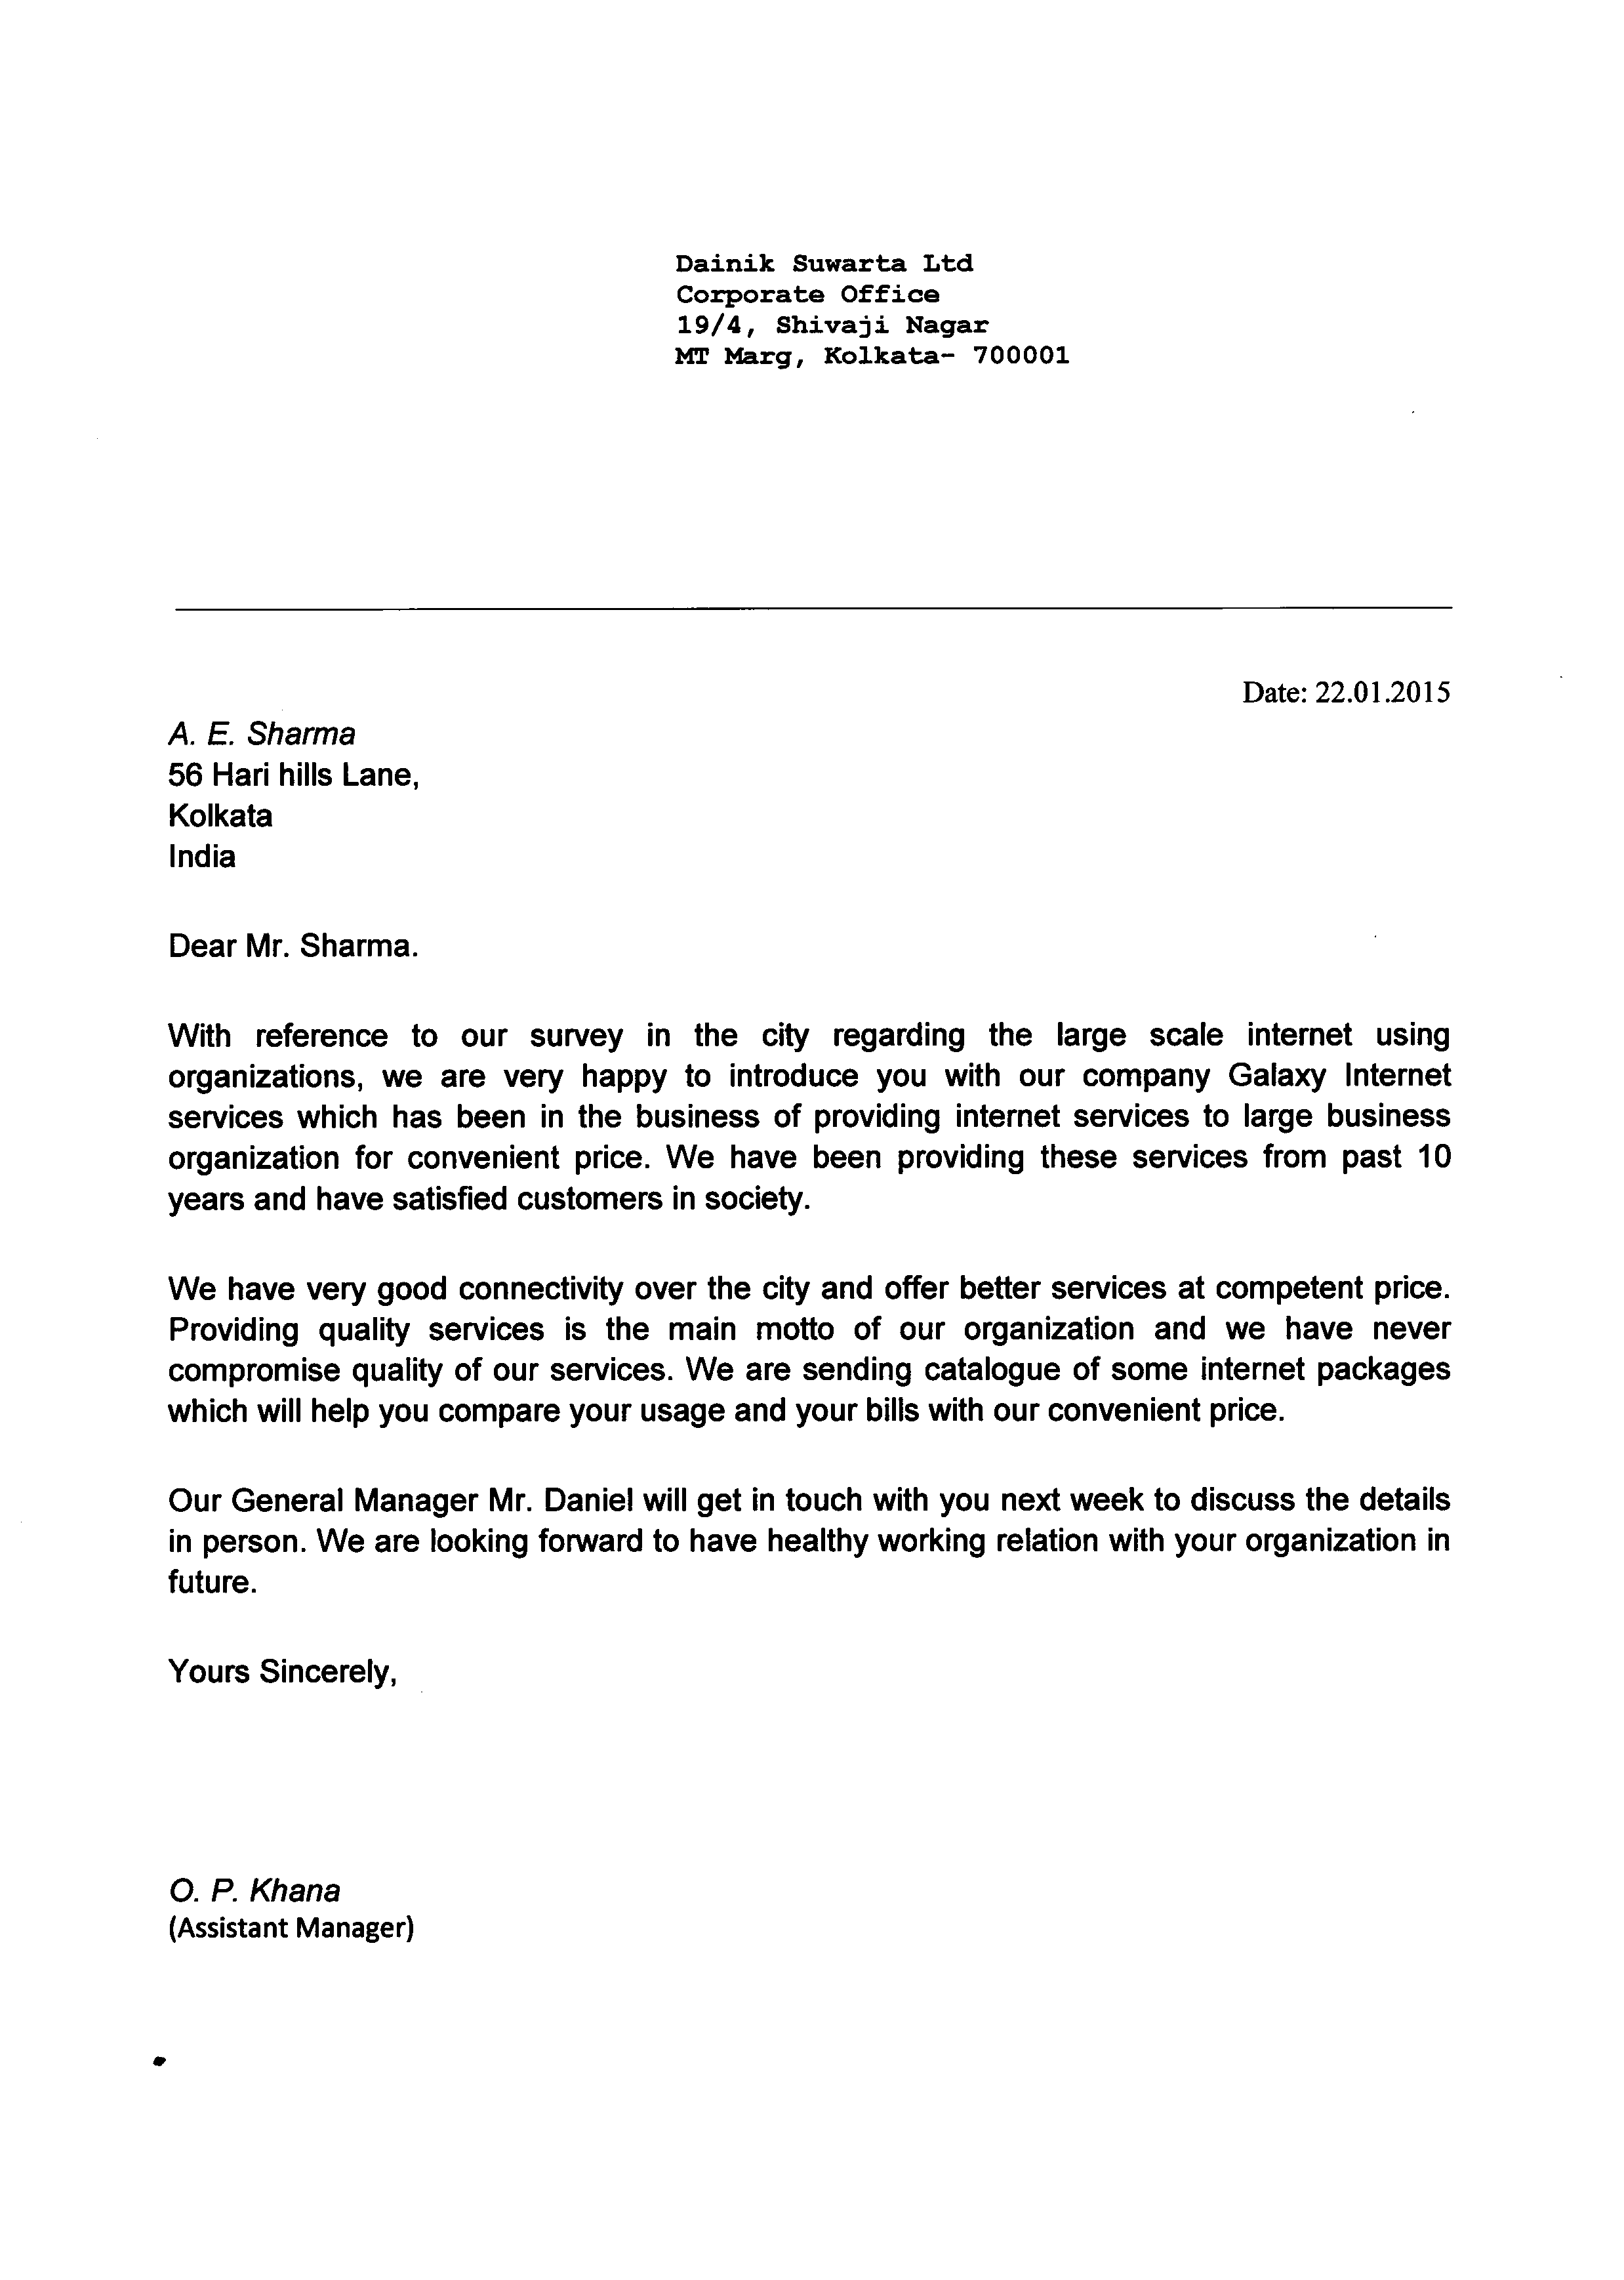 Dainik Suwarta Ltd
Corporate Office
19/4, Shivaji Nagar
MT Marg, Kolkata- 700001
Date: 22.01.2015
A. E. Sharma
56 Hari hills Lane,
Kolkata
India
Dear Mr. Sharma.
With reference to our survey in the city regarding the large scale internet using
organizations, we are very happy to introduce you with our company Galaxy Internet
services which has been in the business of providing internet services to large business
organization for convenient price. We have been providing these services from past 10
years and have satisfied customers in society.
We have very good connectivity over the city and offer better services at competent price.
Providing quality services is the main motto of our organization and we have never
compromise quality of our services. We are sending catalogue of some internet packages
which will help you compare your usage and your bills with our convenient price.
Our General Manager Mr. Daniel will get in touch with you next week to discuss the details
in person. We are looking forward to have healthy working relation with your organization in
future.
Yours Sincerely,
O. P. Khana
(Assistant Manager)